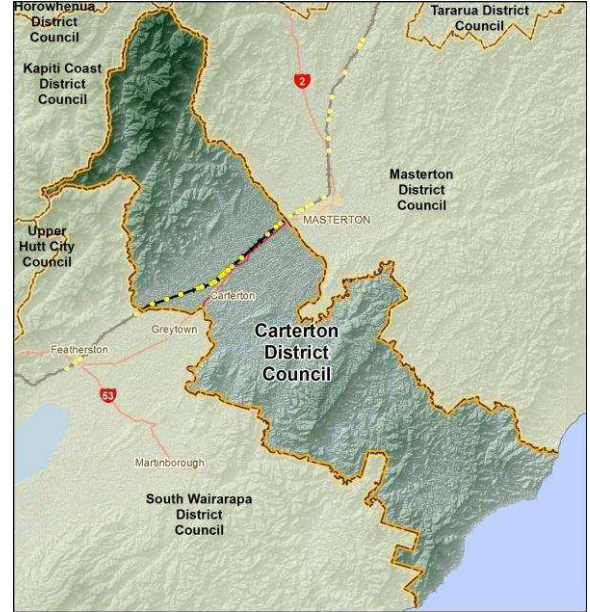 Horowhenua
District
Council
Tararua District
Council
Kapiti Coast
District
Council
2
Masterton
District
Council
MASTERTON
Upper
Hutt City
Council
Carterton
Greytown
Carterton
District
Council
Featherston
53
Martinborough
South Wairarapa
District
Council